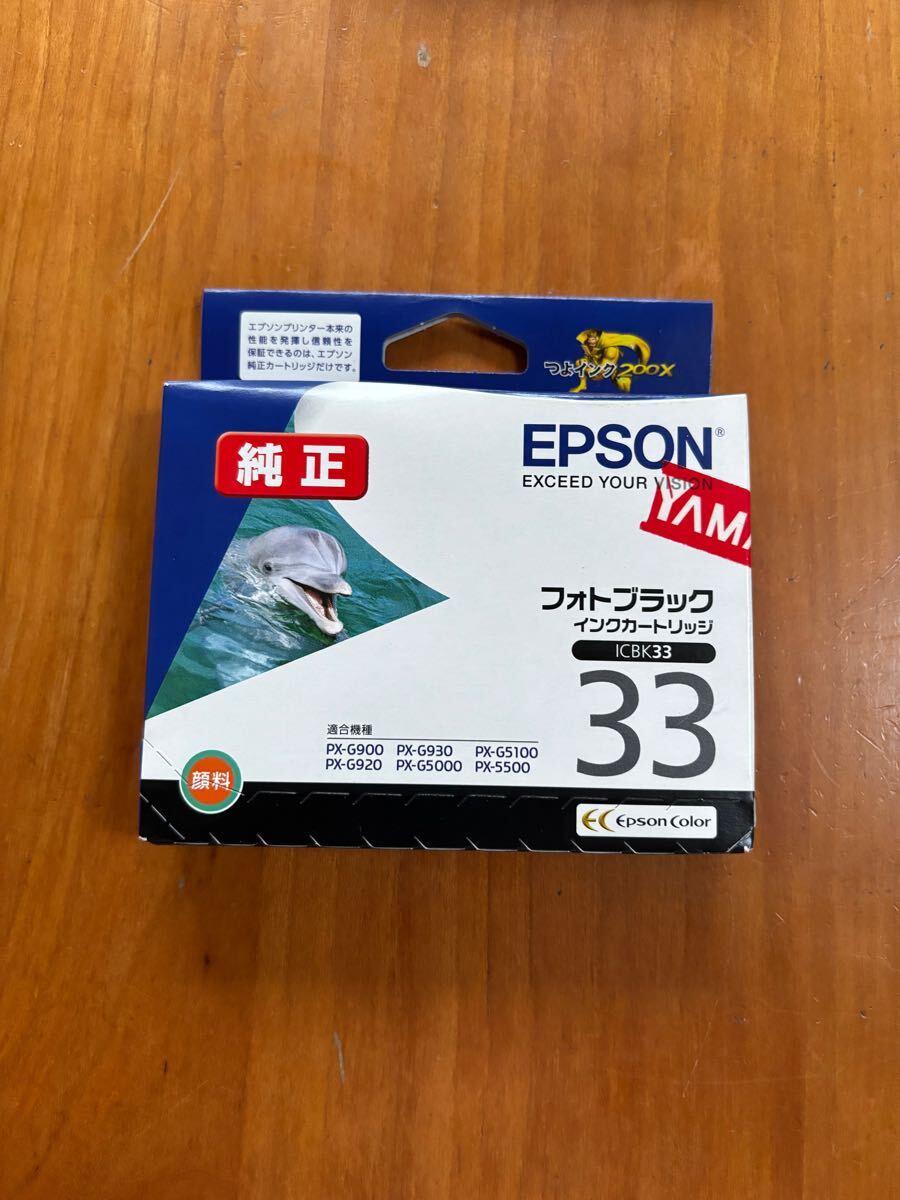 エプソンプリンター本来の
性能を発揮し信頼性を
保証できるのは、エプソン
純正カートリッジだけです。
つよインク200X
純正
EPSON®
EXCEED YOUR VISION
YAMA
フォトブラック
インクカートリッジ
ICBK33
33
適合機種
PX-G900 PX-G930 PX-G5100
PX-G920 PX-G5000 PX-5500
顔料
EC Epson Color